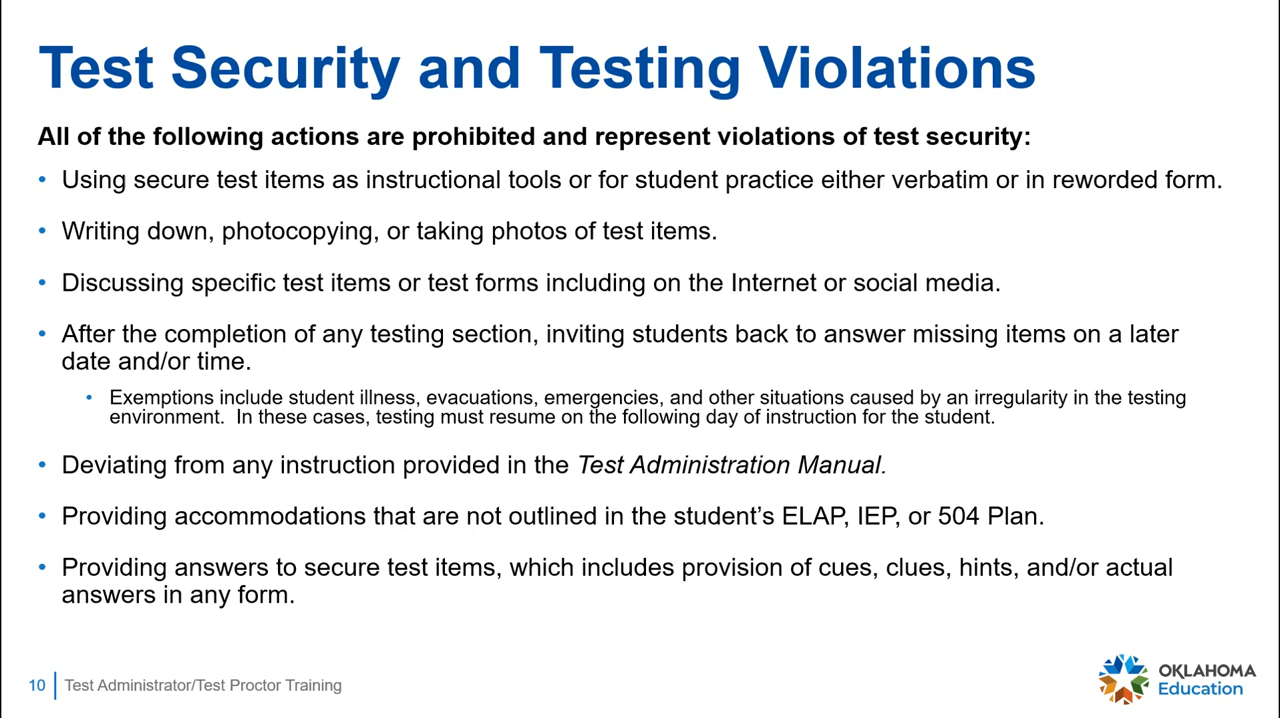 Test Security and Testing Violations
All of the following actions are prohibited and represent violations of test security:
• Using secure test items as instructional tools or for student practice either verbatim or in reworded form.
• Writing down, photocopying, or taking photos of test items.
• Discussing specific test items or test forms including on the Internet or social media.
• After the completion of any testing section, inviting students back to answer missing items on a later
date and/or time.
• Exemptions include student illness, evacuations, emergencies, and other situations caused by an irregularity in the testing
environment.  In these cases, testing must resume on the following day of instruction for the student.
• Deviating from any instruction provided in the Test Administration Manual.
• Providing accommodations that are not outlined in the student’s ELAP, IEP, or 504 Plan.
• Providing answers to secure test items, which includes provision of cues, clues, hints, and/or actual
answers in any form.
10 Test Administrator/Test Proctor Training
OKLAHOMA
Education